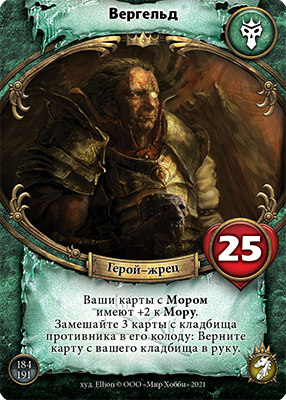 Вергельд
25
Герой–жрец
Ваши карты с Мором
имеют +2 к Мору.
Замешайте 3 карты с кладбища
противника в его колоду: Верните
карту с вашего кладбища в руку.
184
191
худ. Ellion © ООО «Мир Хобби» 2021